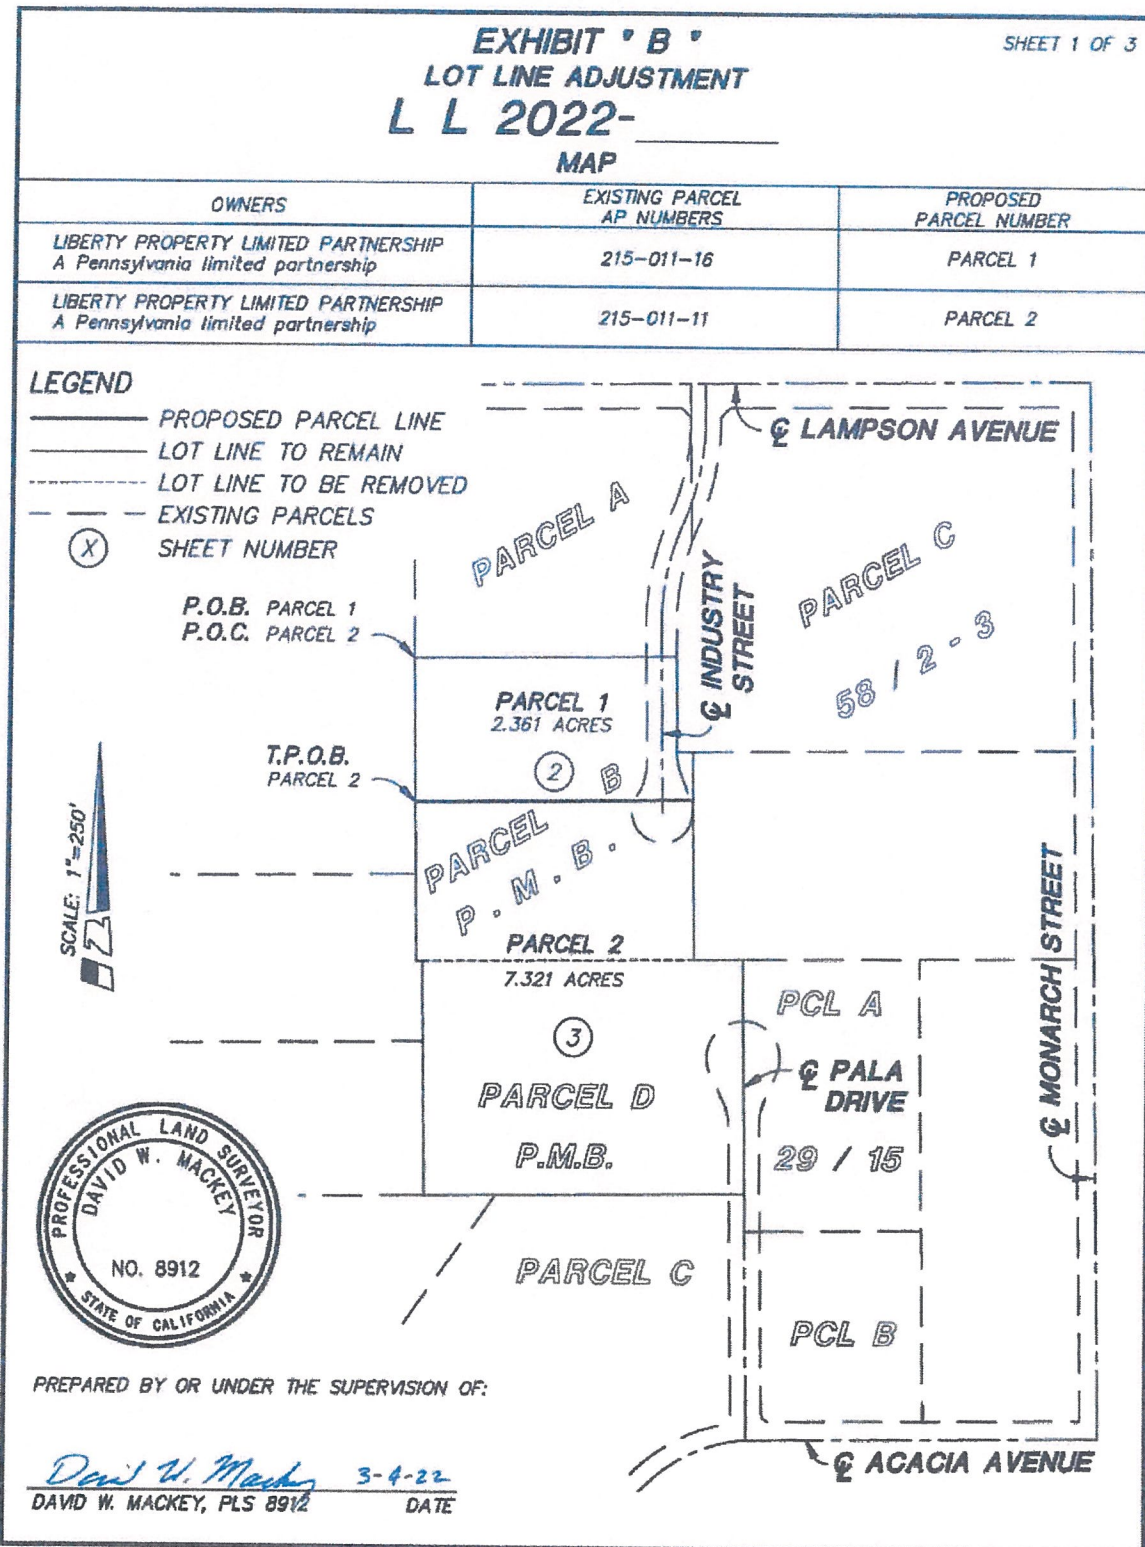 EXHIBIT " B "
SHEET 1 OF 3
LOT LINE ADJUSTMENT
L L 2022-
MAP
OWNERS
EXISTING PARCEL
AP NUMBERS
PROPOSED
PARCEL NUMBER
LIBERTY PROPERTY LIMITED PARTNERSHIP
A Pennsylvania limited partnership
215-011-16
PARCEL 1
LIBERTY PROPERTY LIMITED PARTNERSHIP
A Pennsylvania limited partnership
215-011-11
PARCEL 2
LEGEND
PROPOSED PARCEL LINE
LOT LINE TO REMAIN
LOT LINE TO BE REMOVED
EXISTING PARCELS
X SHEET NUMBER
℄ LAMPSON AVENUE
PARCEL A
PARCEL C
58 / 2 - 3
℄ INDUSTRY
STREET
P.O.B. PARCEL 1
P.O.C. PARCEL 2
PARCEL 1
2.361 ACRES
2
T.P.O.B.
PARCEL 2
PARCEL B
P . M . B .
SCALE: 1"=250'
PARCEL 2
7.321 ACRES
3
PARCEL D
P.M.B.
PCL A
℄ PALA
DRIVE
29 / 15
℄ MONARCH STREET
PARCEL C
PCL B
PROFESSIONAL LAND SURVEYOR
DAVID W. MACKEY
NO. 8912
STATE OF CALIFORNIA
PREPARED BY OR UNDER THE SUPERVISION OF:
David W. Mackey 3-4-22
DAVID W. MACKEY, PLS 8912 DATE
℄ ACACIA AVENUE